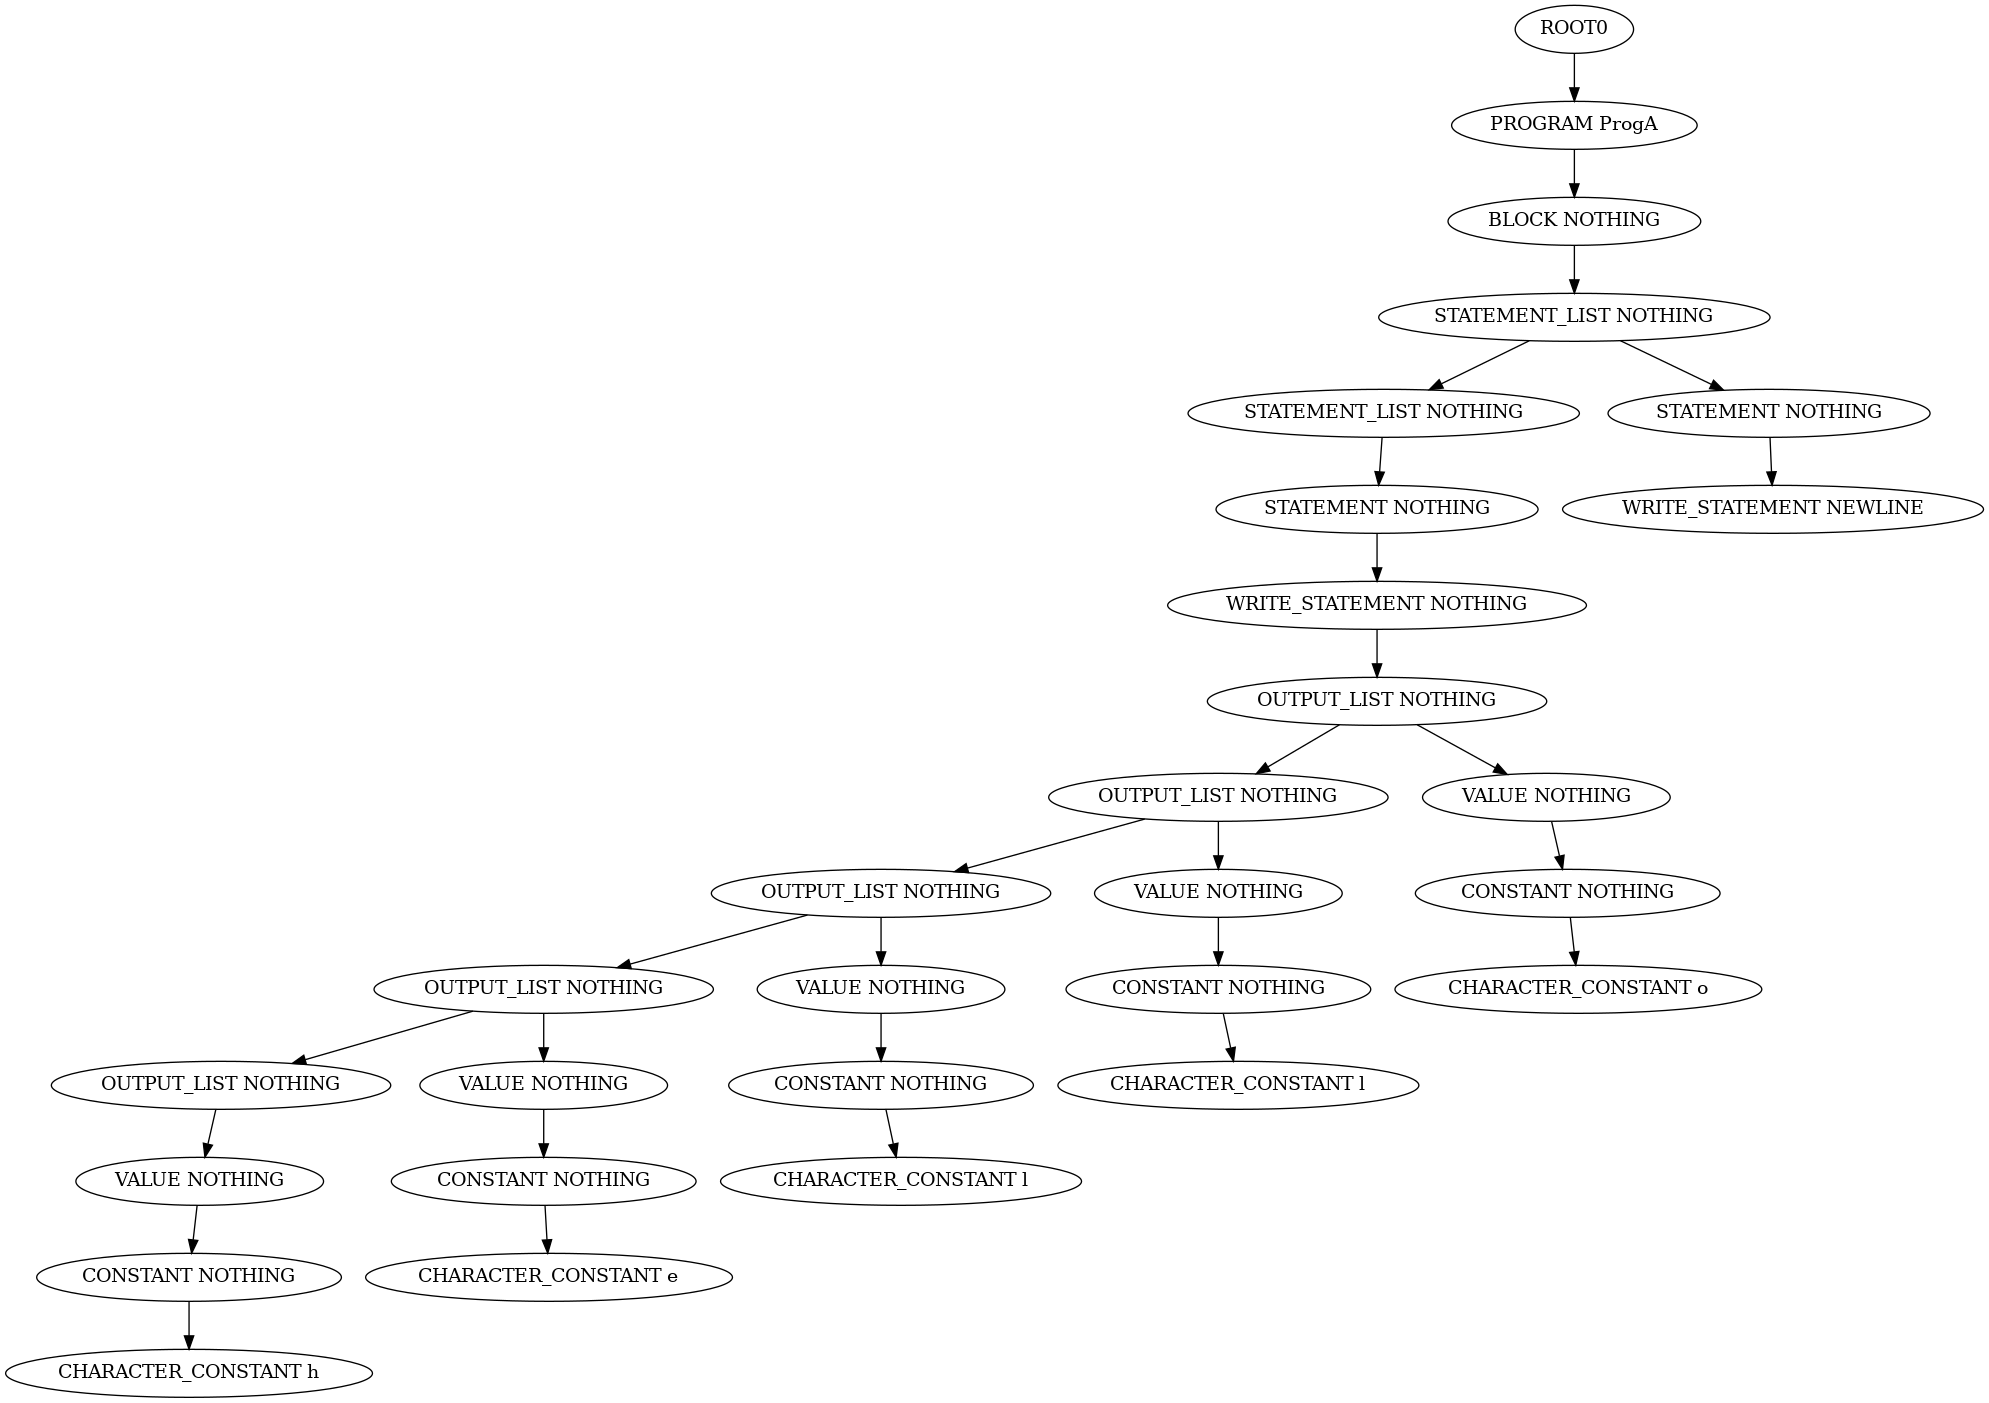 ROOT0
PROGRAM ProgA
BLOCK NOTHING
STATEMENT_LIST NOTHING
STATEMENT_LIST NOTHING
STATEMENT NOTHING
STATEMENT NOTHING
WRITE_STATEMENT NEWLINE
WRITE_STATEMENT NOTHING
OUTPUT_LIST NOTHING
OUTPUT_LIST NOTHING
VALUE NOTHING
OUTPUT_LIST NOTHING
VALUE NOTHING
CONSTANT NOTHING
OUTPUT_LIST NOTHING
VALUE NOTHING
CONSTANT NOTHING
CHARACTER_CONSTANT o
OUTPUT_LIST NOTHING
VALUE NOTHING
CONSTANT NOTHING
CHARACTER_CONSTANT l
VALUE NOTHING
CONSTANT NOTHING
CHARACTER_CONSTANT l
CONSTANT NOTHING
CHARACTER_CONSTANT e
CHARACTER_CONSTANT h